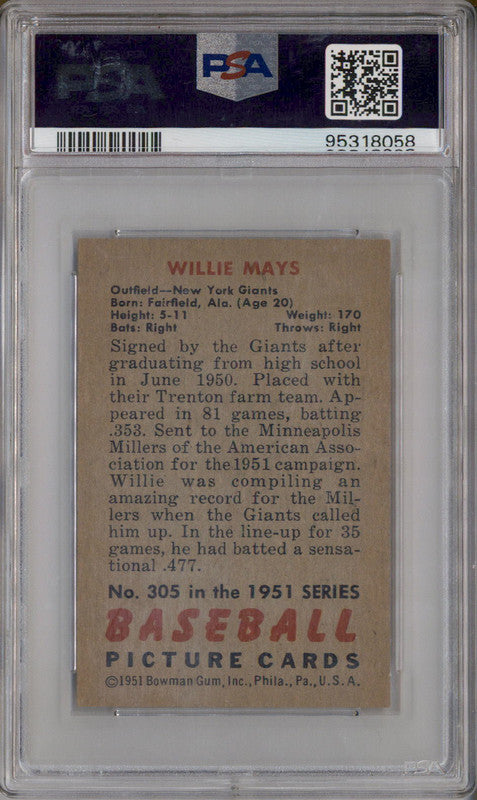 PSA
PSA
95318058
WILLIE MAYS
Outfield—New York Giants
Born: Fairfield, Ala. (Age 20)
Height: 5-11 Weight: 170
Bats: Right Throws: Right
Signed by the Giants after
graduating from high school
in June 1950. Placed with
their Trenton farm team. Ap-
peared in 81 games, batting
.353. Sent to the Minneapolis
Millers of the American Asso-
ciation for the 1951 campaign.
Willie was compiling an
amazing record for the Mil-
lers when the Giants called
him up. In the line-up for 35
games, he had batted a sensa-
tional .477.
No. 305 in the 1951 SERIES
BASEBALL
PICTURE CARDS
©1951 Bowman Gum, Inc., Phila., Pa., U.S.A.
PSA